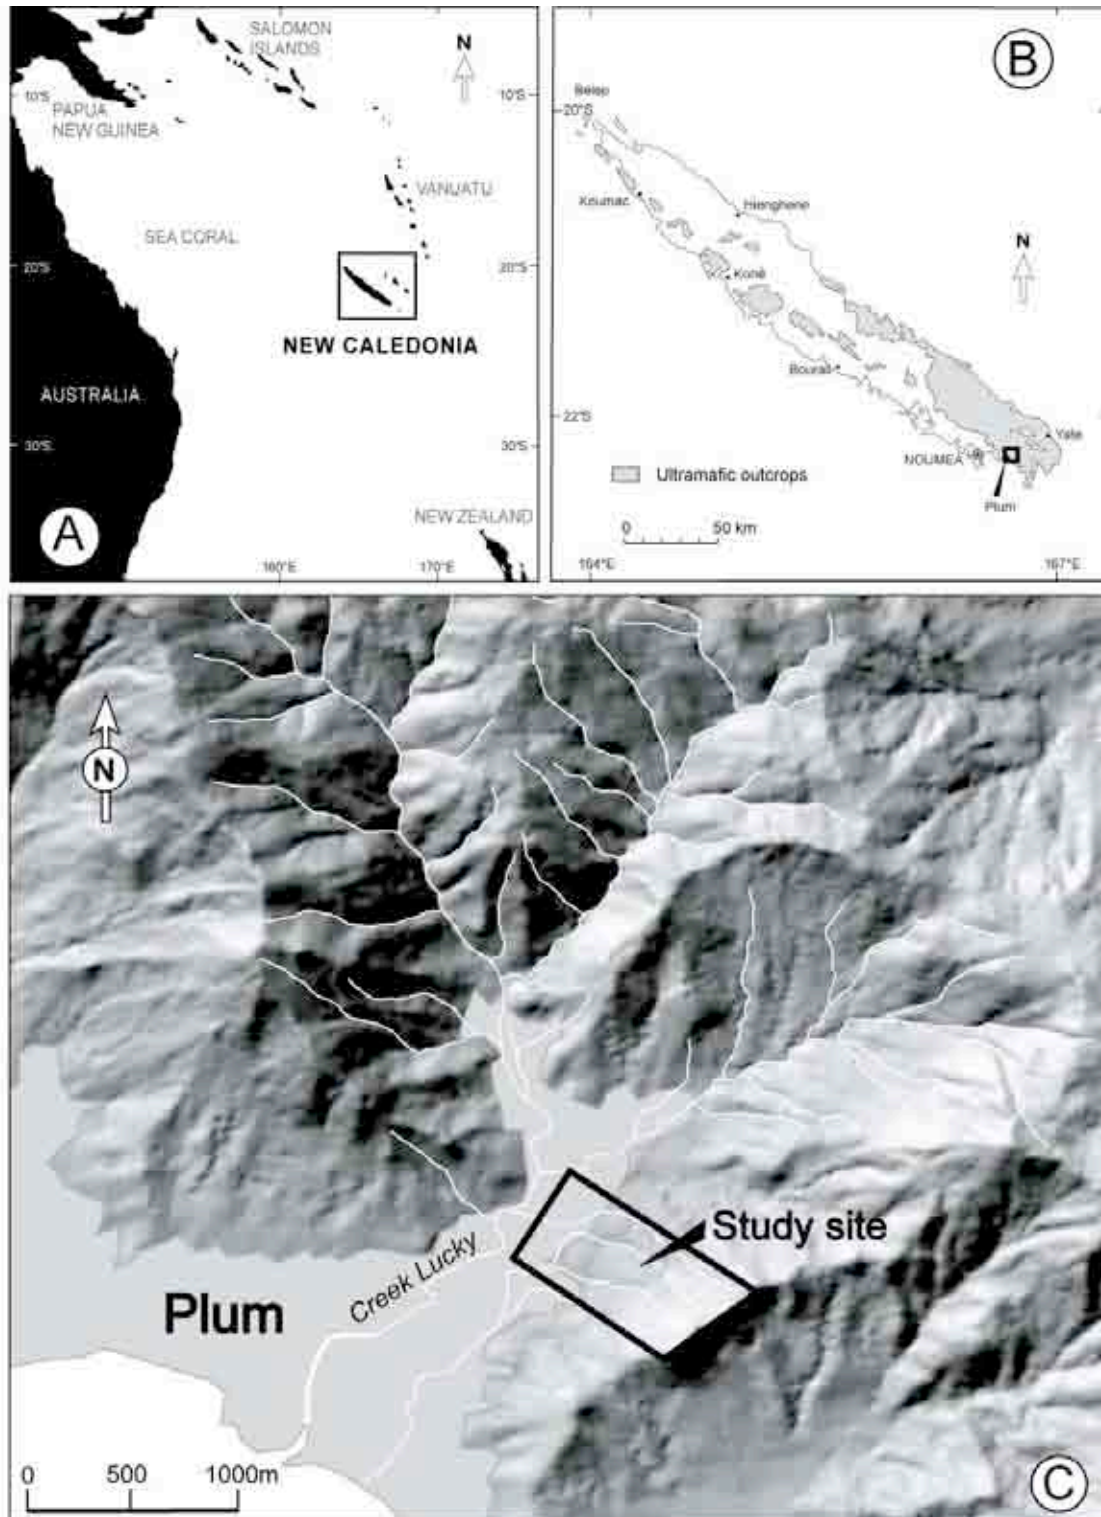 SALOMON
ISLANDS
N
10°S
10°S
PAPUA
NEW GUINEA
VANUATU
SEA CORAL
20°S
20°S
NEW CALEDONIA
AUSTRALIA
30°S
30°S
NEW ZEALAND
A
160°E
170°E
B
Belep
20°S
Koumac
Hienghene
N
Koné
Bourail
22°S
Yate
NOUMEA
Ultramafic outcrops
Plum
0
50 km
164°E
167°E
N
Study site
Creek Lucky
Plum
0
500
1000m
C